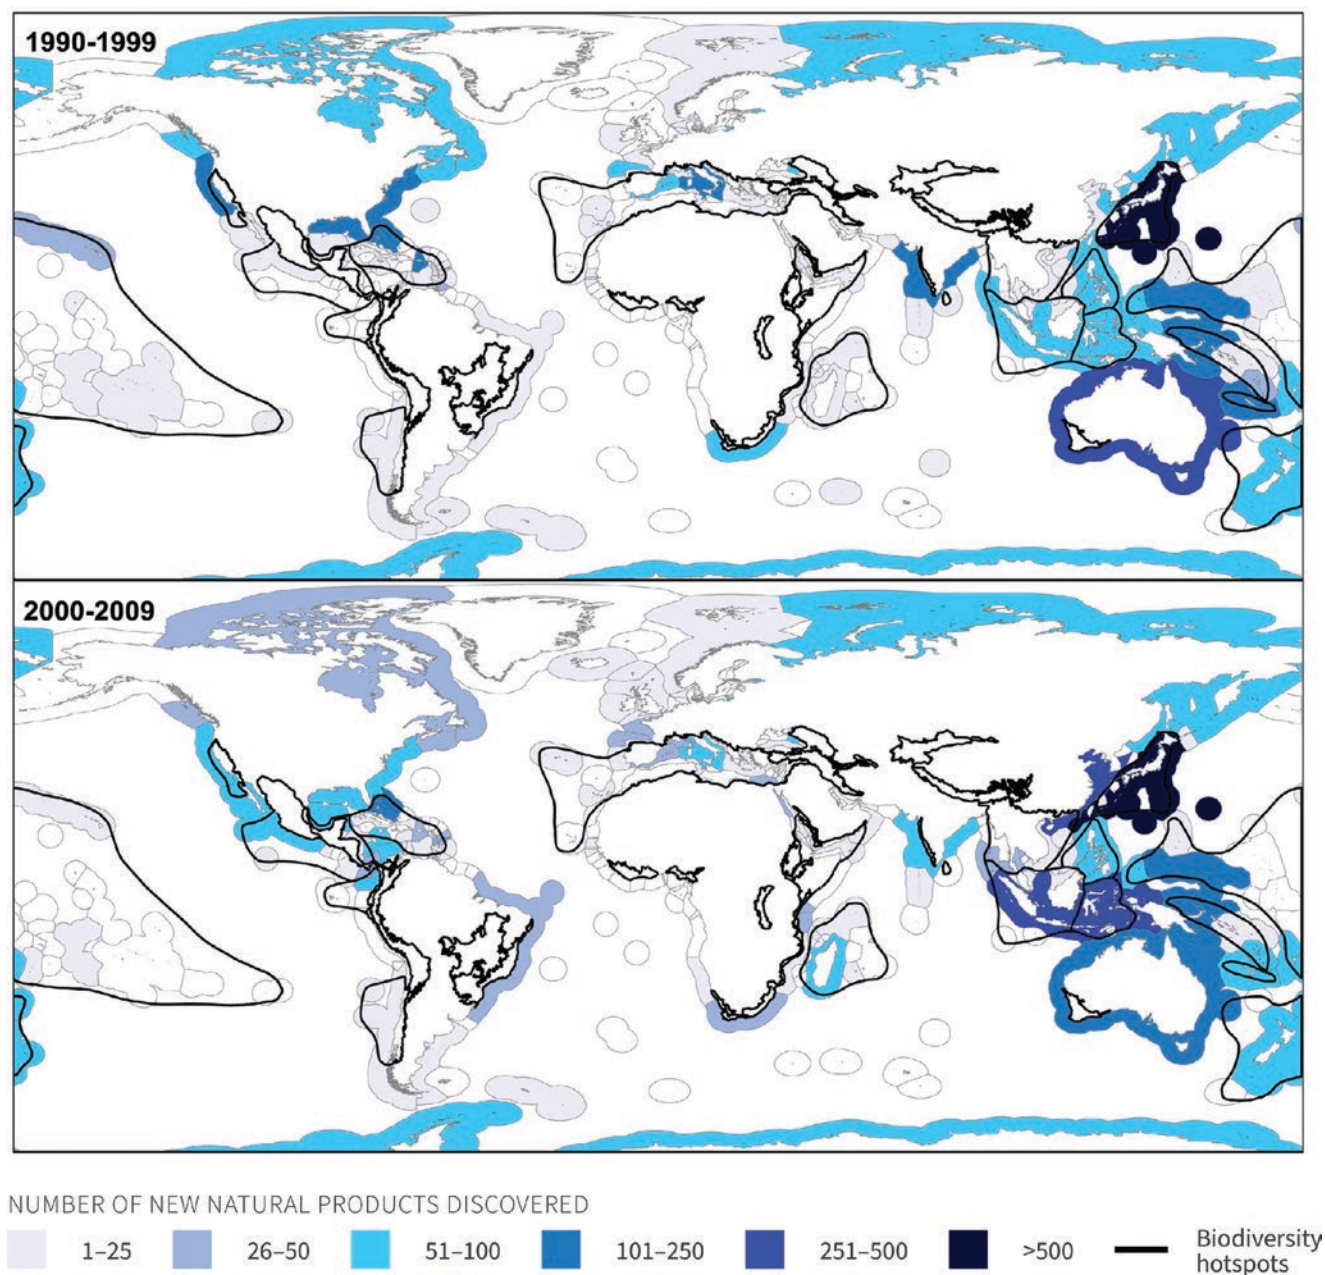 1990-1999
2000-2009
NUMBER OF NEW NATURAL PRODUCTS DISCOVERED
1–25
26–50
51–100
101–250
251–500
>500
Biodiversity
hotspots